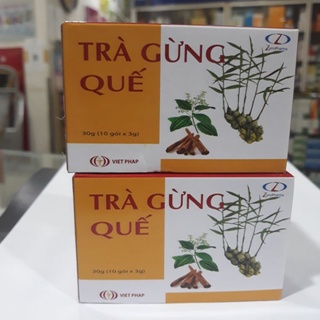 TRÀ GỪNG
QUẾ
30g (10 gói x 3g)
VIET PHAP
TRÀ GỪNG
QUẾ
30g (10 gói x 3g)
VIET PHAP